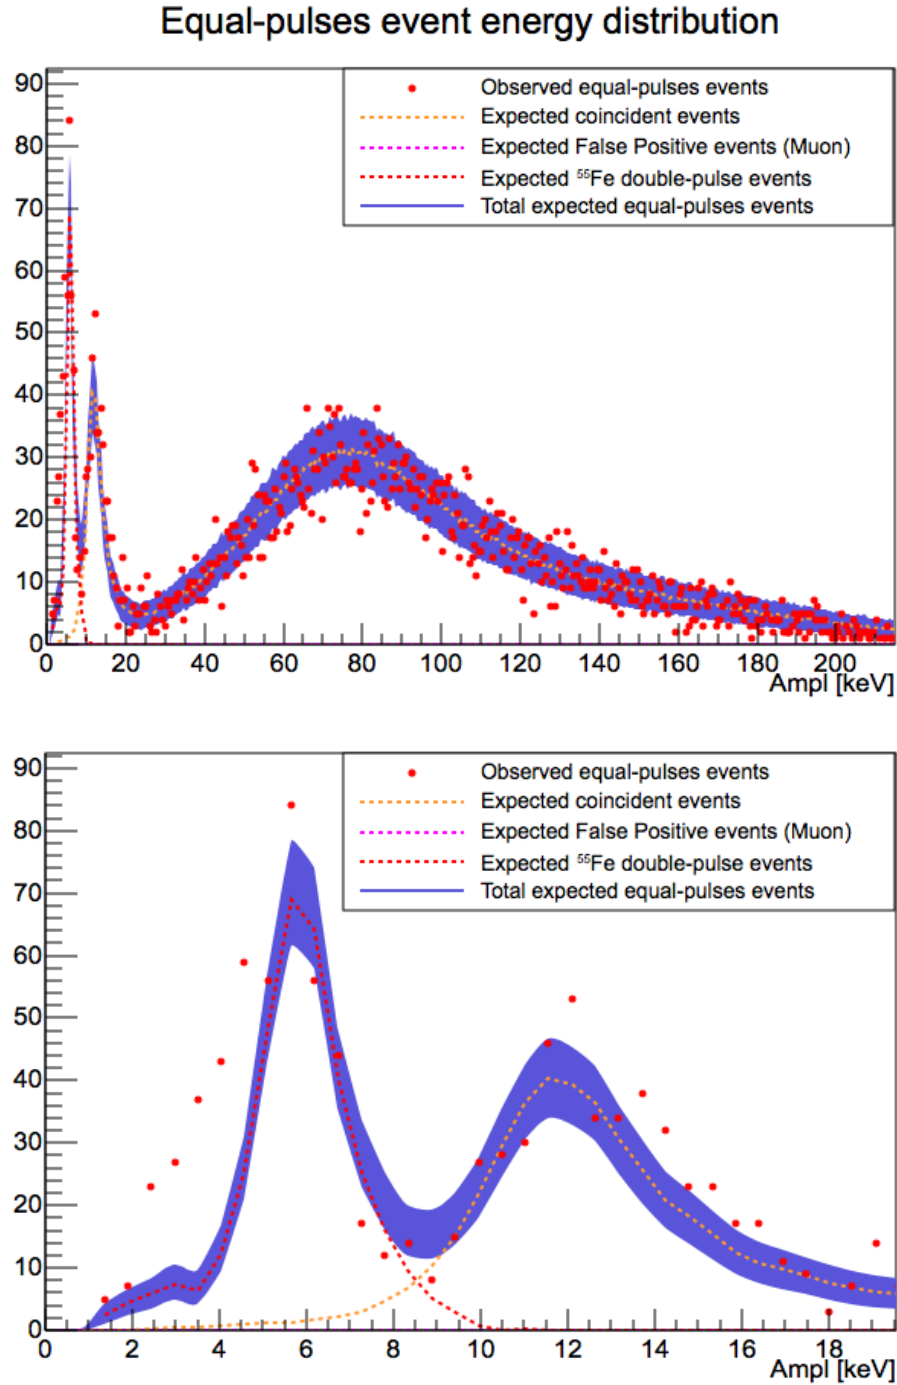 Equal-pulses event energy distribution
90
80
70
60
50
40
30
20
10
0
Observed equal-pulses events
Expected coincident events
Expected False Positive events (Muon)
Expected ⁵⁵Fe double-pulse events
Total expected equal-pulses events
0 20 40 60 80 100 120 140 160 180 200
Ampl [keV]
90
80
70
60
50
40
30
20
10
0
Observed equal-pulses events
Expected coincident events
Expected False Positive events (Muon)
Expected ⁵⁵Fe double-pulse events
Total expected equal-pulses events
0 2 4 6 8 10 12 14 16 18
Ampl [keV]